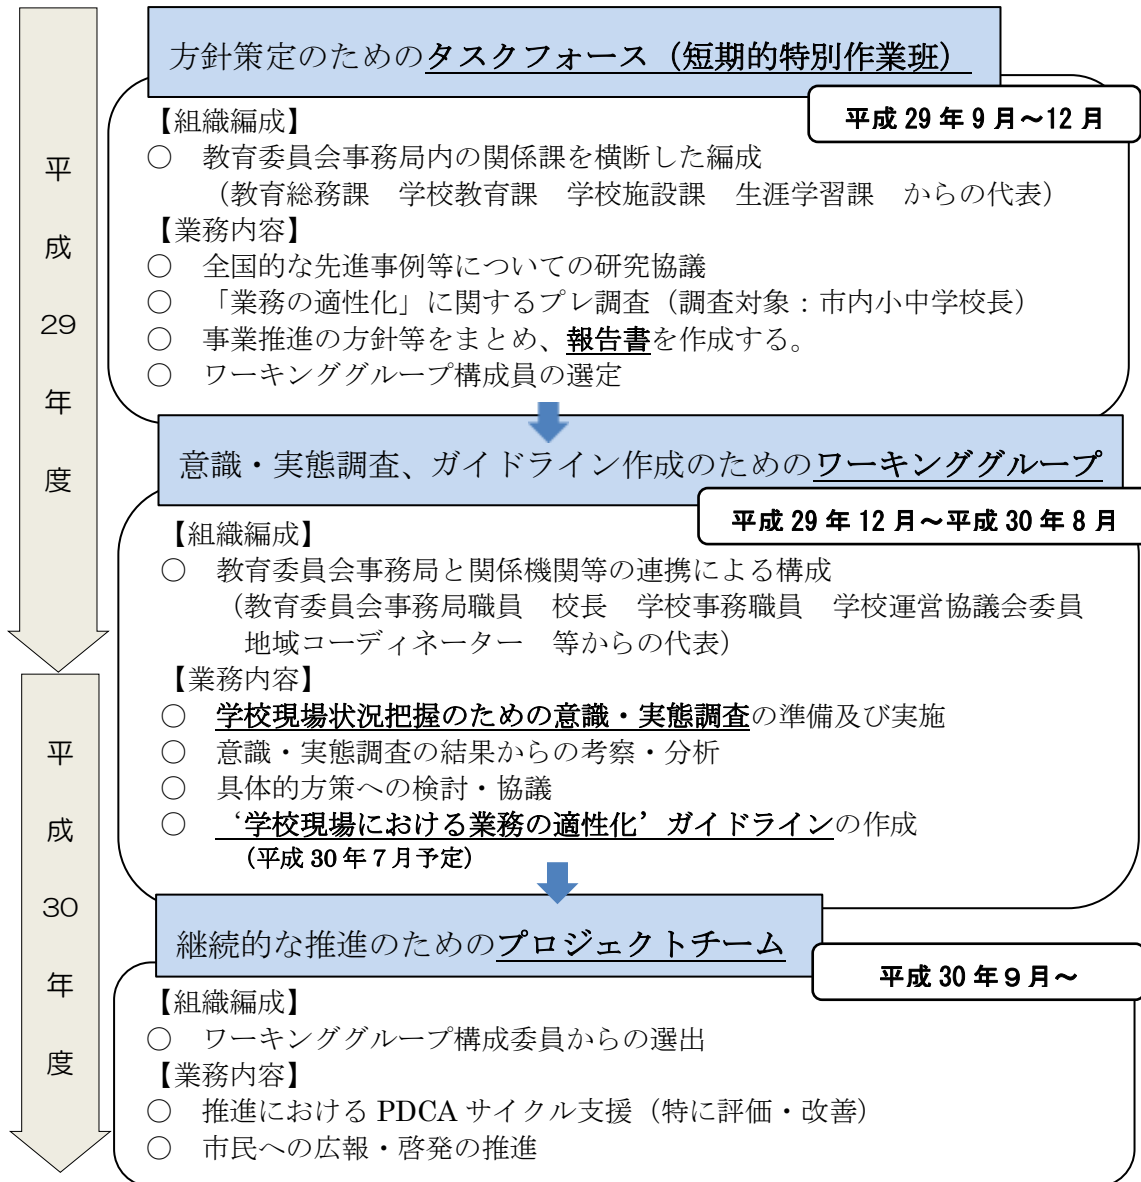 方針策定のためのタスクフォース（短期的特別作業班）
平成 29 年 9 月～12 月
【組織編成】
○　教育委員会事務局内の関係課を横断した編成
（教育総務課　学校教育課　学校施設課　生涯学習課　からの代表）
【業務内容】
○　全国的な先進事例等についての研究協議
○　「業務の適性化」に関するプレ調査（調査対象：市内小中学校長）
○　事業推進の方針等をまとめ、報告書を作成する。
○　ワーキンググループ構成員の選定
平
成
29
年
度
意識・実態調査、ガイドライン作成のためのワーキンググループ
平成 29 年 12 月～平成 30 年 8 月
【組織編成】
○　教育委員会事務局と関係機関等の連携による構成
（教育委員会事務局職員　校長　学校事務職員　学校運営協議会委員
地域コーディネーター　等からの代表）
【業務内容】
○　学校現場状況把握のための意識・実態調査の準備及び実施
○　意識・実態調査の結果からの考察・分析
○　具体的方策への検討・協議
○　‘学校現場における業務の適性化’ガイドラインの作成
（平成 30 年 7 月予定）
平
成
30
年
度
継続的な推進のためのプロジェクトチーム
平成 30 年 9 月～
【組織編成】
○　ワーキンググループ構成委員からの選出
【業務内容】
○　推進における PDCA サイクル支援（特に評価・改善）
○　市民への広報・啓発の推進